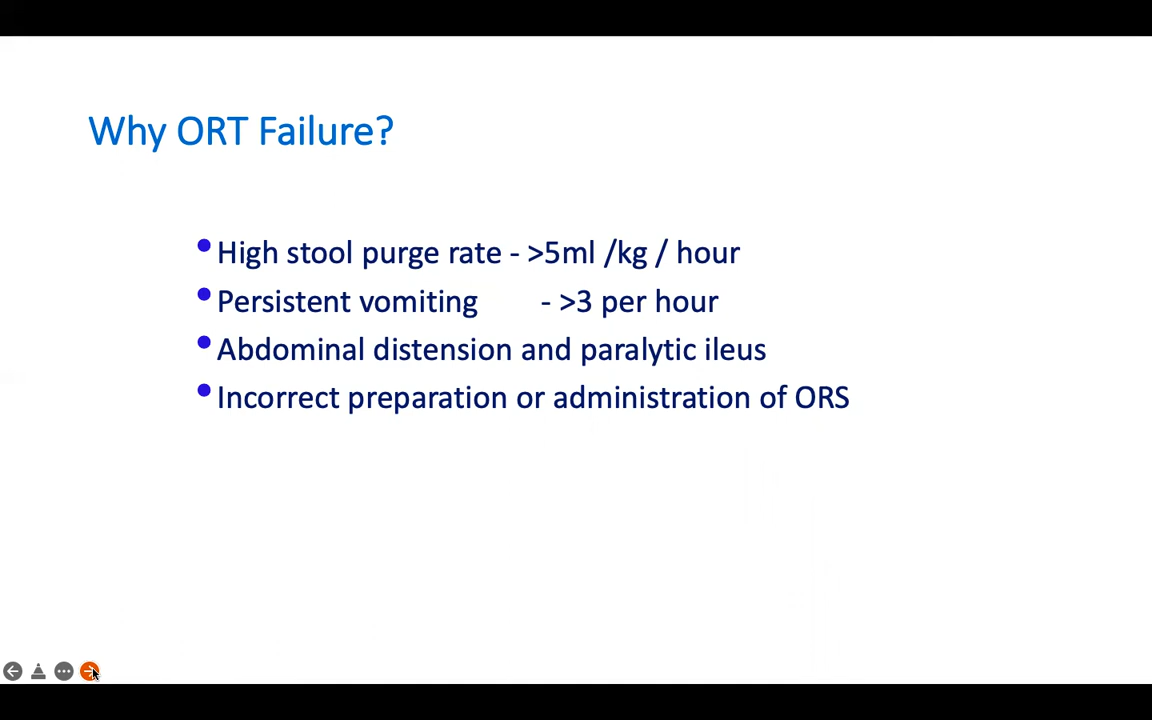 Why ORT Failure?
•High stool purge rate - >5ml /kg / hour
•Persistent vomiting - >3 per hour
•Abdominal distension and paralytic ileus
•Incorrect preparation or administration of ORS